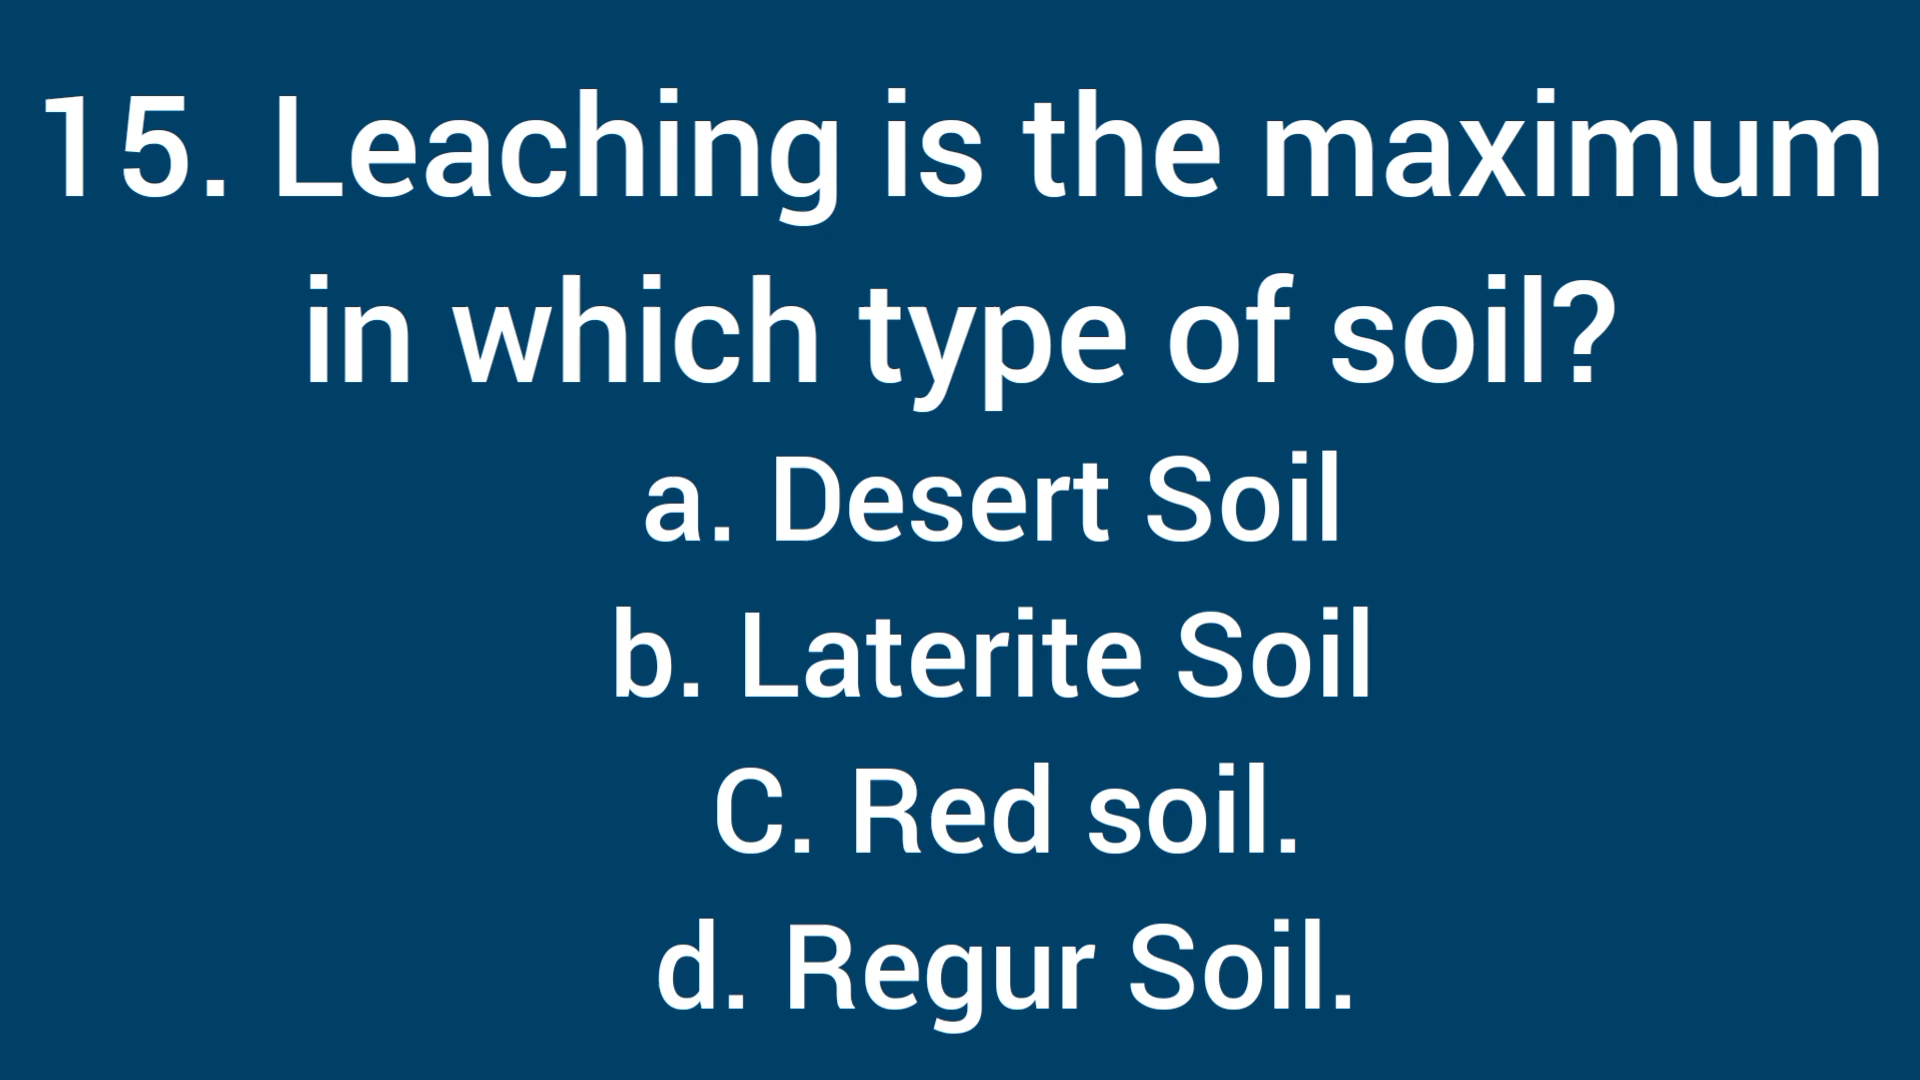 15. Leaching is the maximum
in which type of soil?
a. Desert Soil
b. Laterite Soil
C. Red soil.
d. Regur Soil.